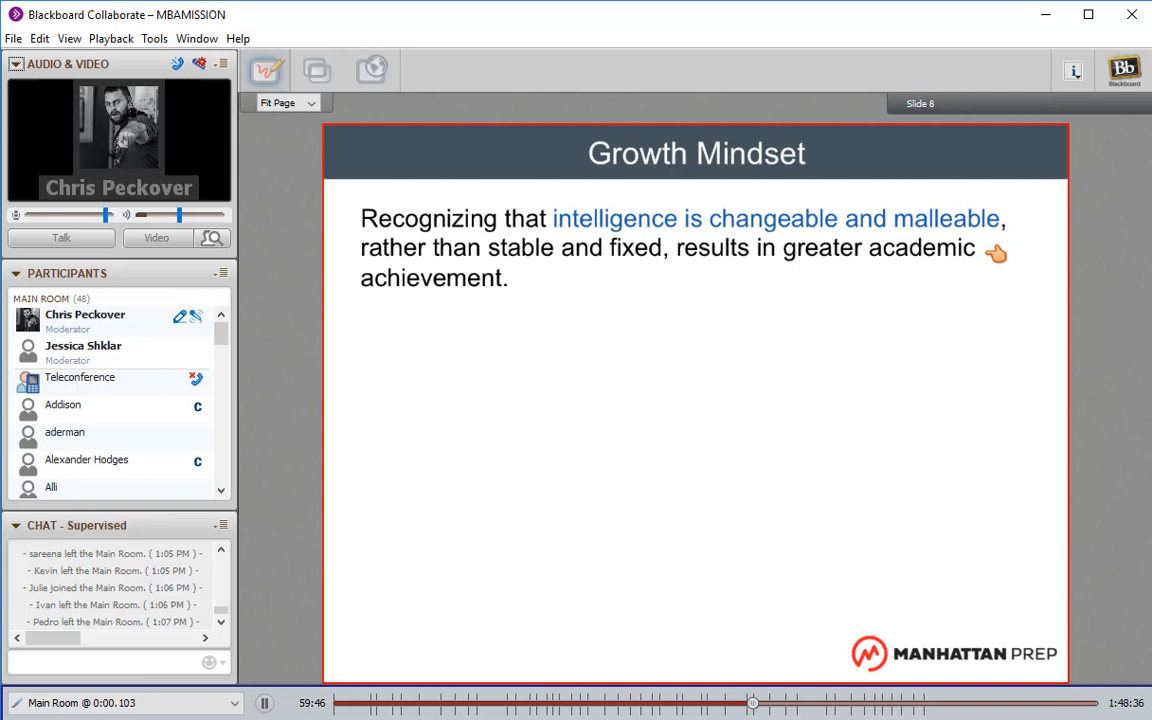 Blackboard Collaborate – MBAMISSION
File Edit View Playback Tools Window Help
AUDIO & VIDEO
Chris Peckover
Talk
Video
PARTICIPANTS
MAIN ROOM (48)
Chris Peckover
Moderator
Jessica Shklar
Moderator
Teleconference
Addison C
aderman
Alexander Hodges C
Alli
CHAT - Supervised
- sareena left the Main Room. ( 1:05 PM ) -
- Kevin left the Main Room. ( 1:05 PM ) -
- Julie joined the Main Room. ( 1:06 PM ) -
- Ivan left the Main Room. ( 1:06 PM ) -
- Pedro left the Main Room. ( 1:07 PM ) -
Main Room @ 0:00.103
Bb
Blackboard
Fit Page
Slide 8
Growth Mindset
Recognizing that intelligence is changeable and malleable,
rather than stable and fixed, results in greater academic
achievement.
MANHATTAN PREP
59:46
1:48:36